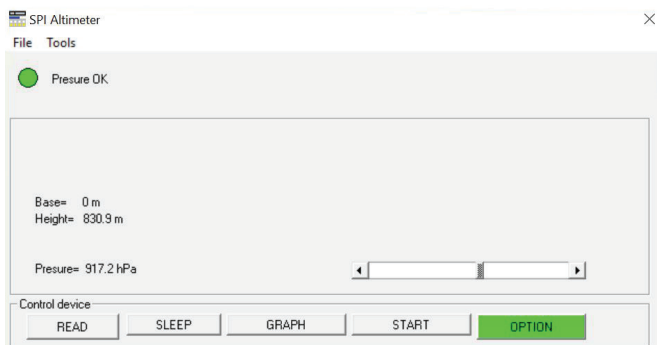 SPI Altimeter
File Tools
Presure OK
Base= 0 m
Height= 830.9 m
Presure= 917.2 hPa
Control device
READ SLEEP GRAPH START OPTION